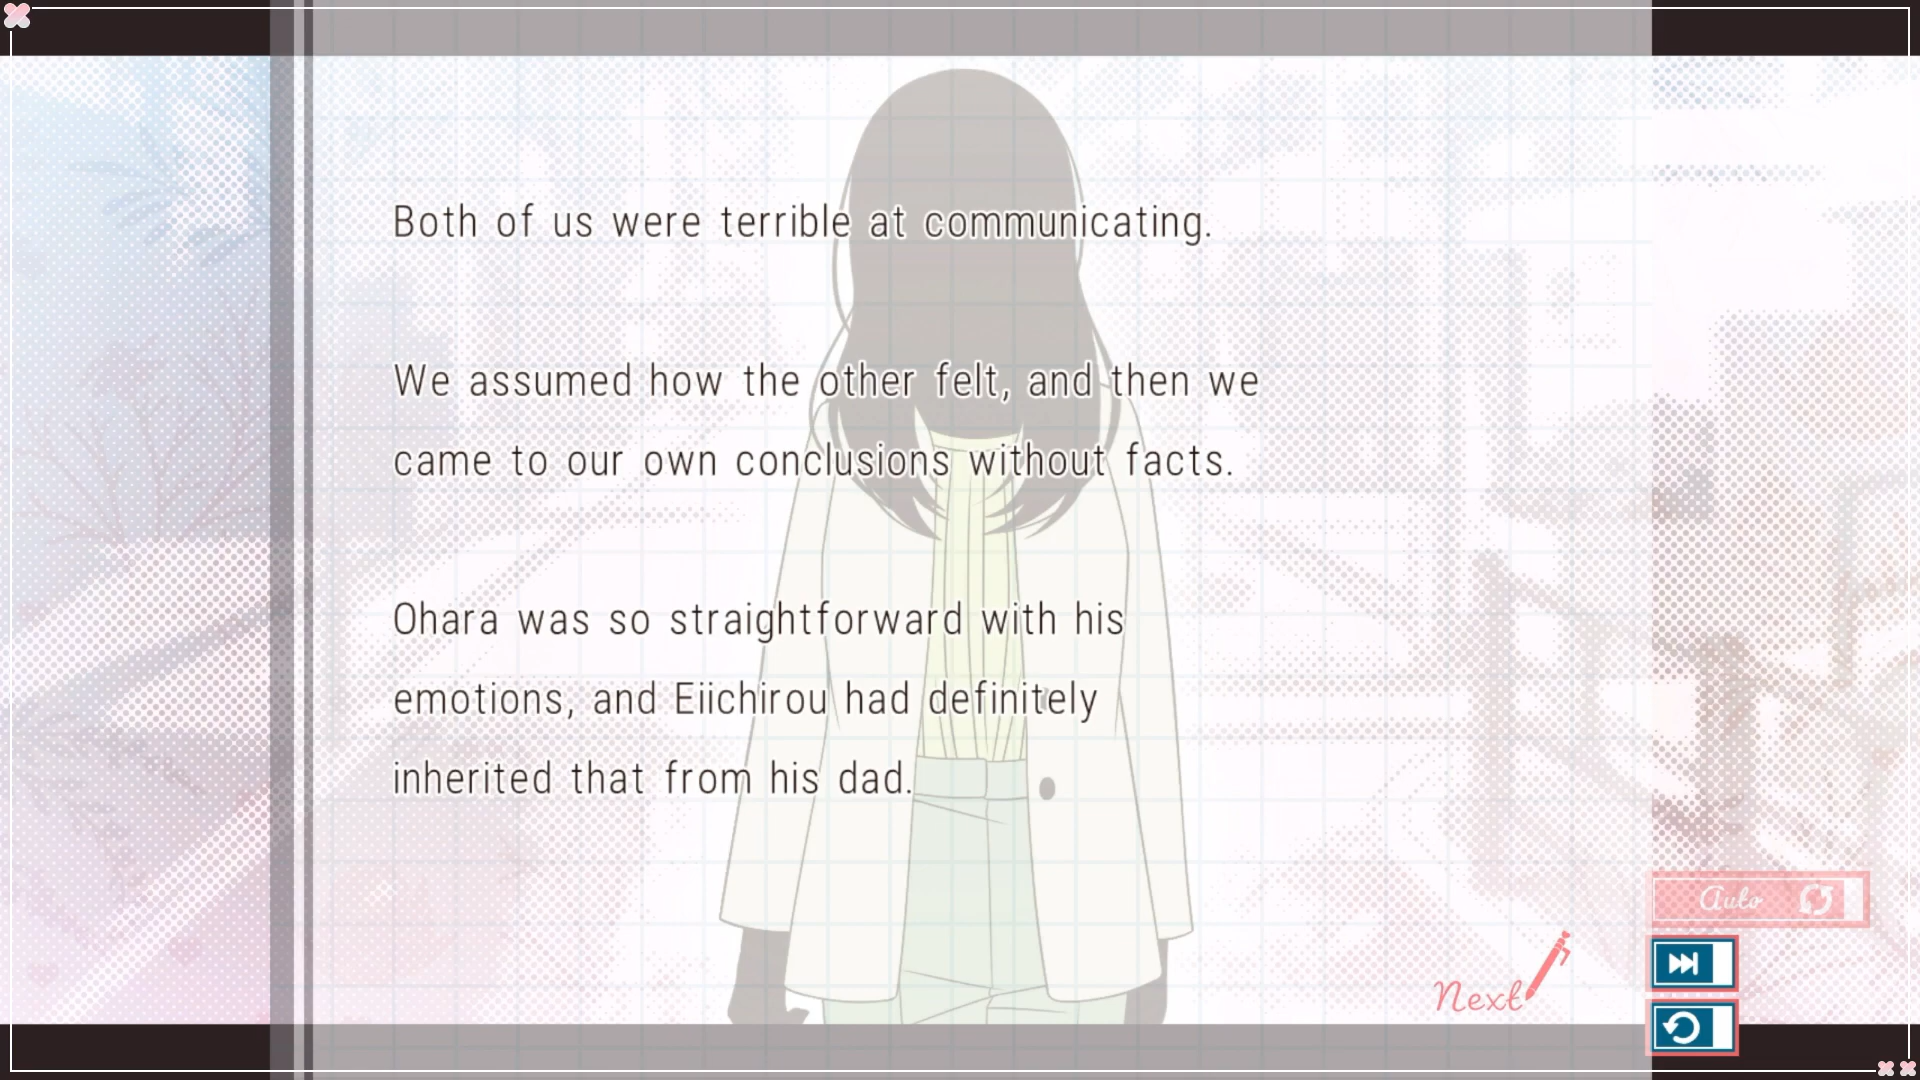 Both of us were terrible at communicating.
We assumed how the other felt, and then we
came to our own conclusions without facts.
Ohara was so straightforward with his
emotions, and Eiichirou had definitely
inherited that from his dad.
Auto
Next